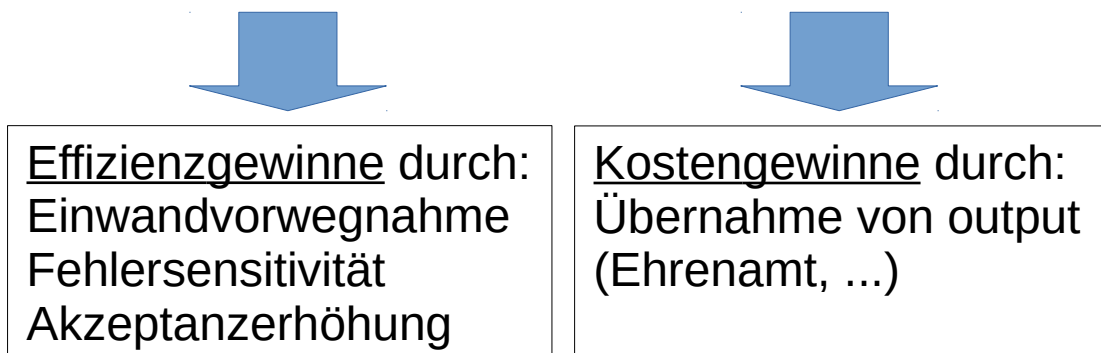 Effizienzgewinne durch:
Einwandvorwegnahme
Fehlersensitivität
Akzeptanzerhöhung
Kostengewinne durch:
Übernahme von output
(Ehrenamt, ...)